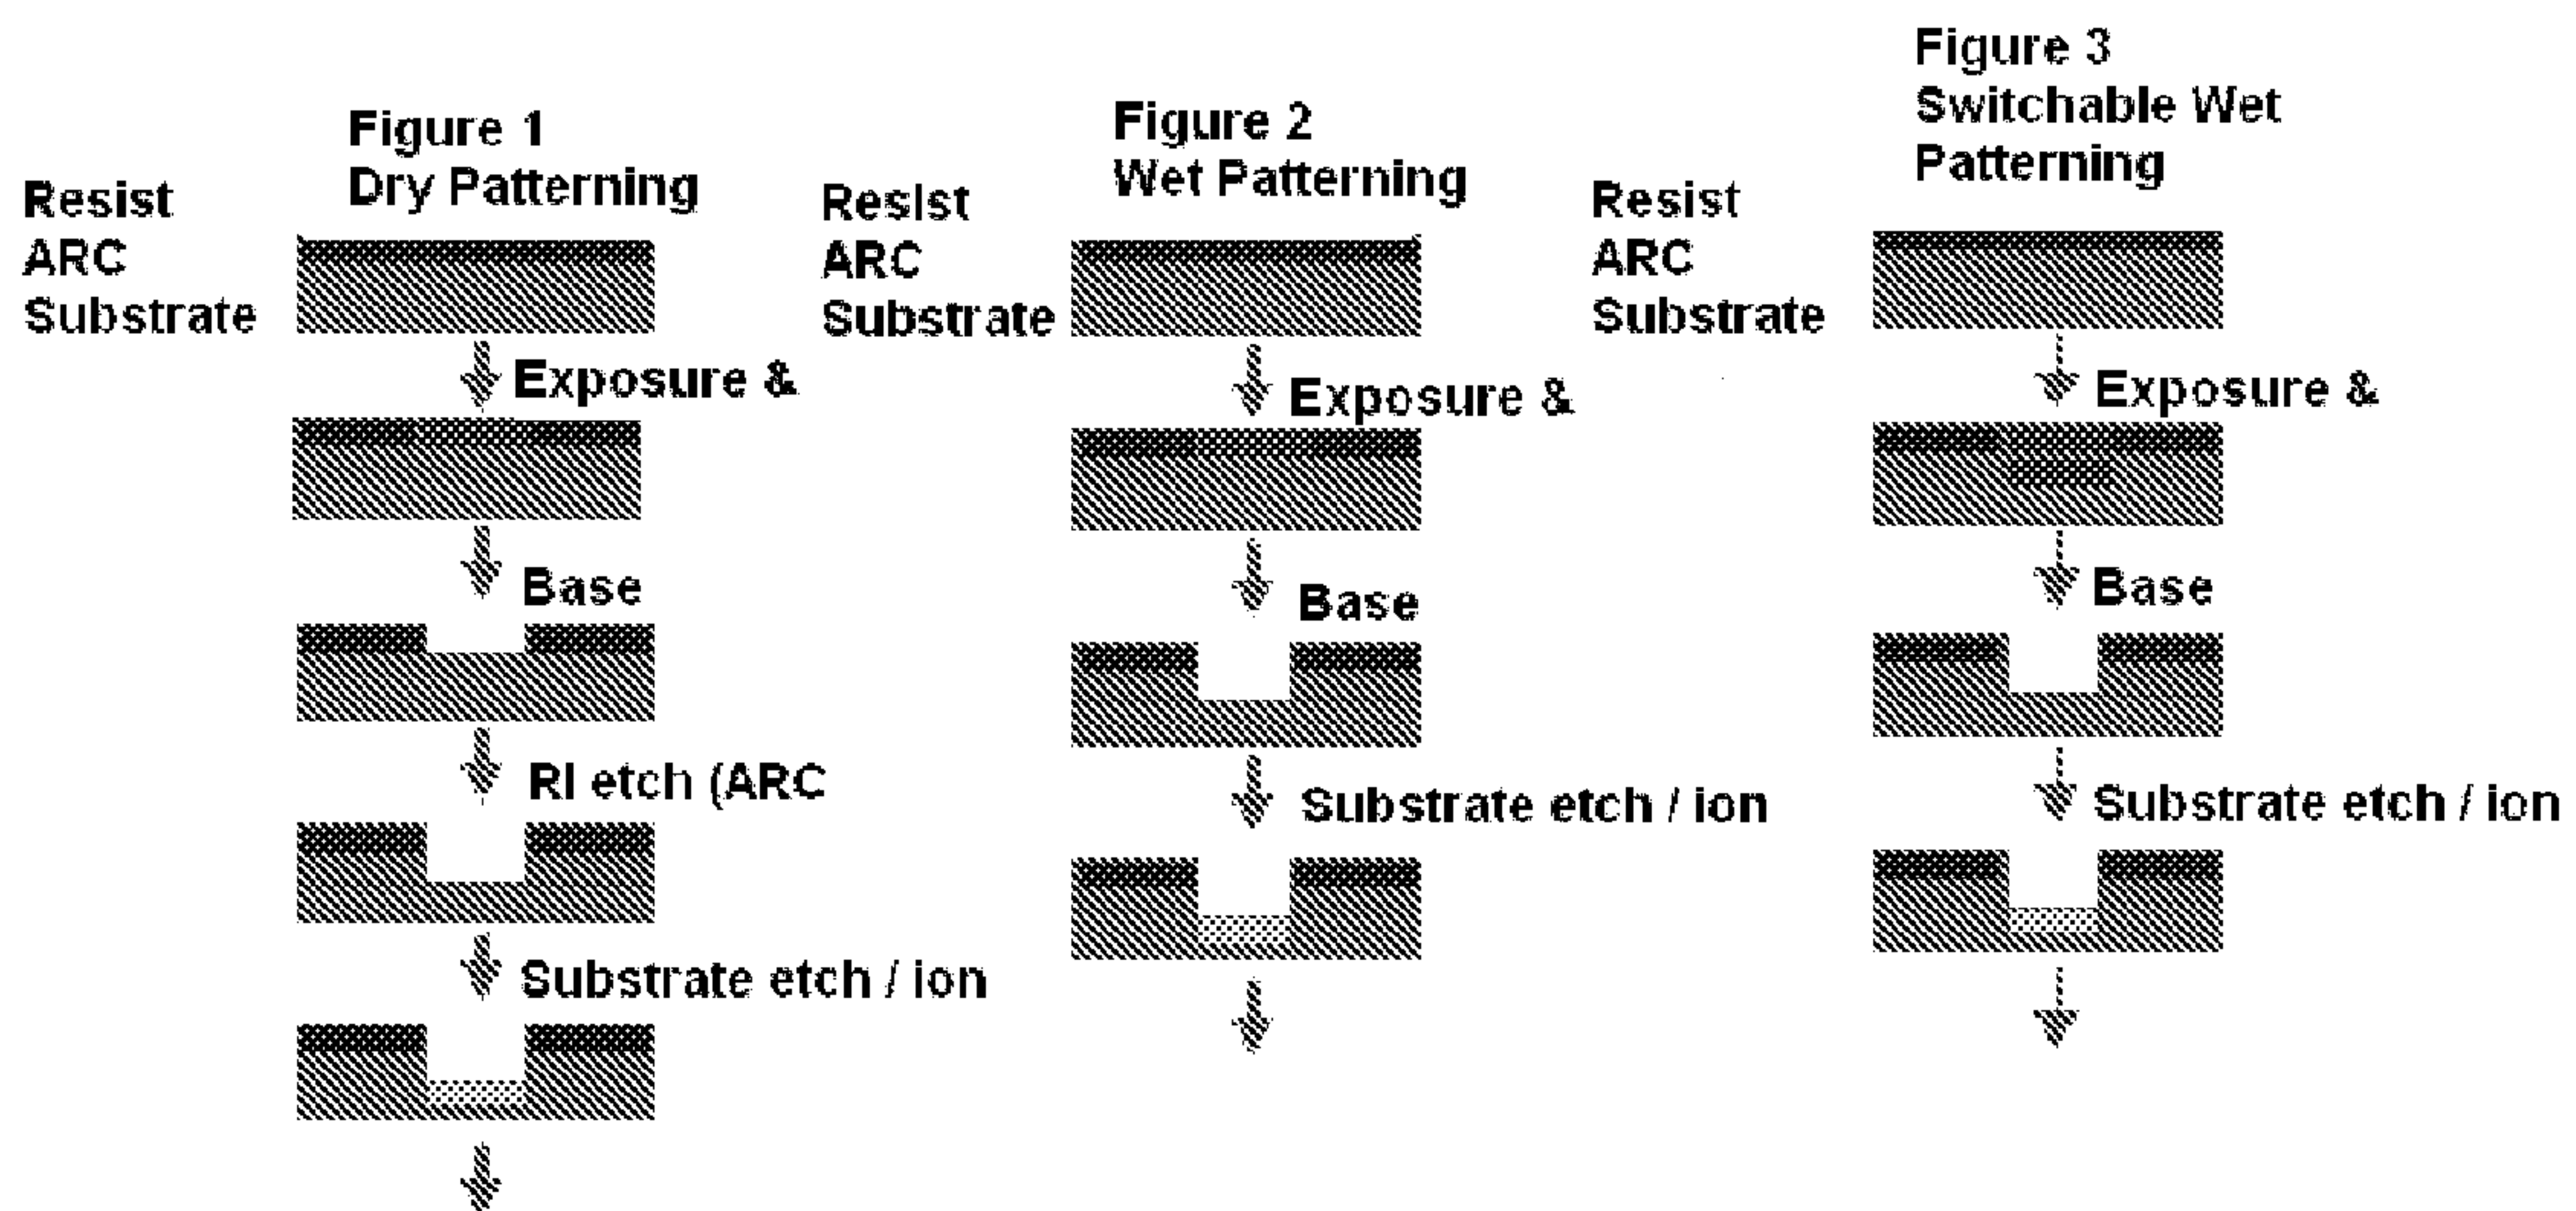 Figure 1
Dry Patterning
Resist
ARC
Substrate
Exposure &
Base
RI etch (ARC
Substrate etch / ion
Figure 2
Wet Patterning
Resist
ARC
Substrate
Exposure &
Base
Substrate etch / ion
Figure 3
Switchable Wet
Patterning
Resist
ARC
Substrate
Exposure &
Base
Substrate etch / ion